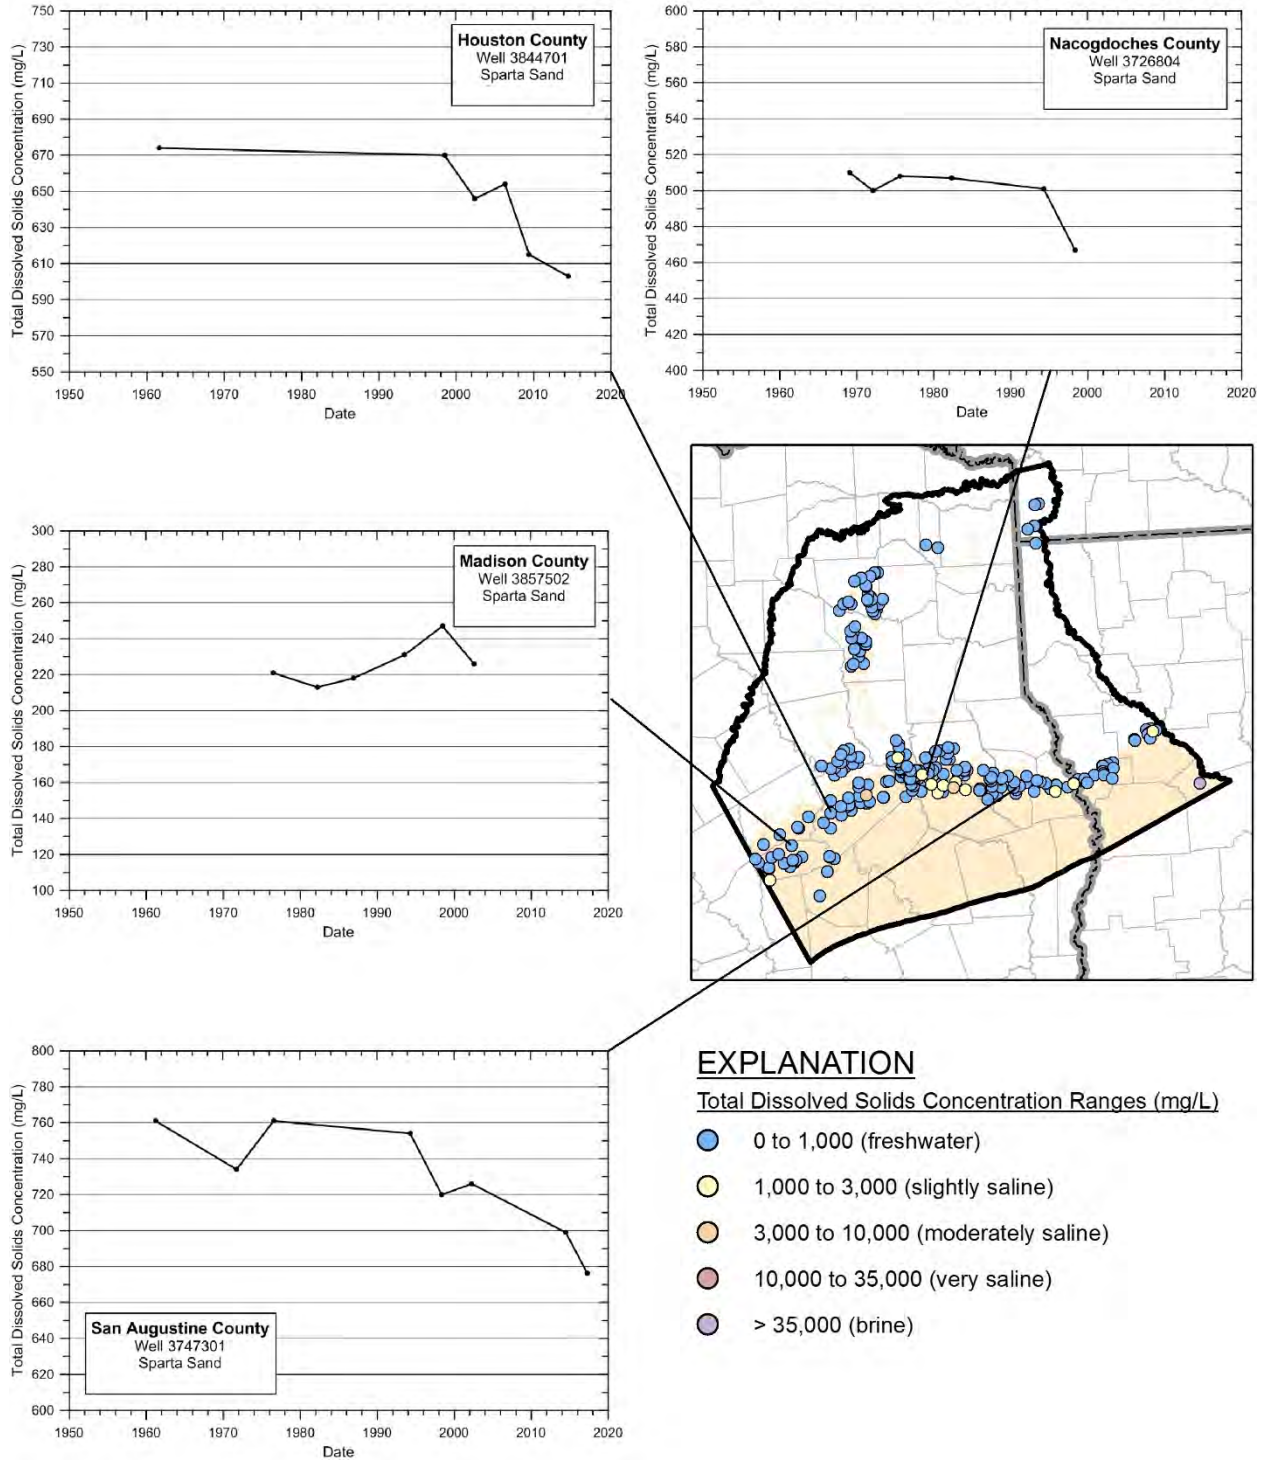 Houston County
Well 3844701
Sparta Sand
Total Dissolved Solids Concentration (mg/L)
750
730
710
690
670
650
630
610
590
570
550
1950 1960 1970 1980 1990 2000 2010 2020
Date
Nacogdoches County
Well 3726804
Sparta Sand
Total Dissolved Solids Concentration (mg/L)
600
580
560
540
520
500
480
460
440
420
400
1950 1960 1970 1980 1990 2000 2010 2020
Date
Madison County
Well 3857502
Sparta Sand
Total Dissolved Solids Concentration (mg/L)
300
280
260
240
220
200
180
160
140
120
100
1950 1960 1970 1980 1990 2000 2010 2020
Date
San Augustine County
Well 3747301
Sparta Sand
Total Dissolved Solids Concentration (mg/L)
800
780
760
740
720
700
680
660
640
620
600
1950 1960 1970 1980 1990 2000 2010 2020
Date
EXPLANATION
Total Dissolved Solids Concentration Ranges (mg/L)
0 to 1,000 (freshwater)
1,000 to 3,000 (slightly saline)
3,000 to 10,000 (moderately saline)
10,000 to 35,000 (very saline)
> 35,000 (brine)